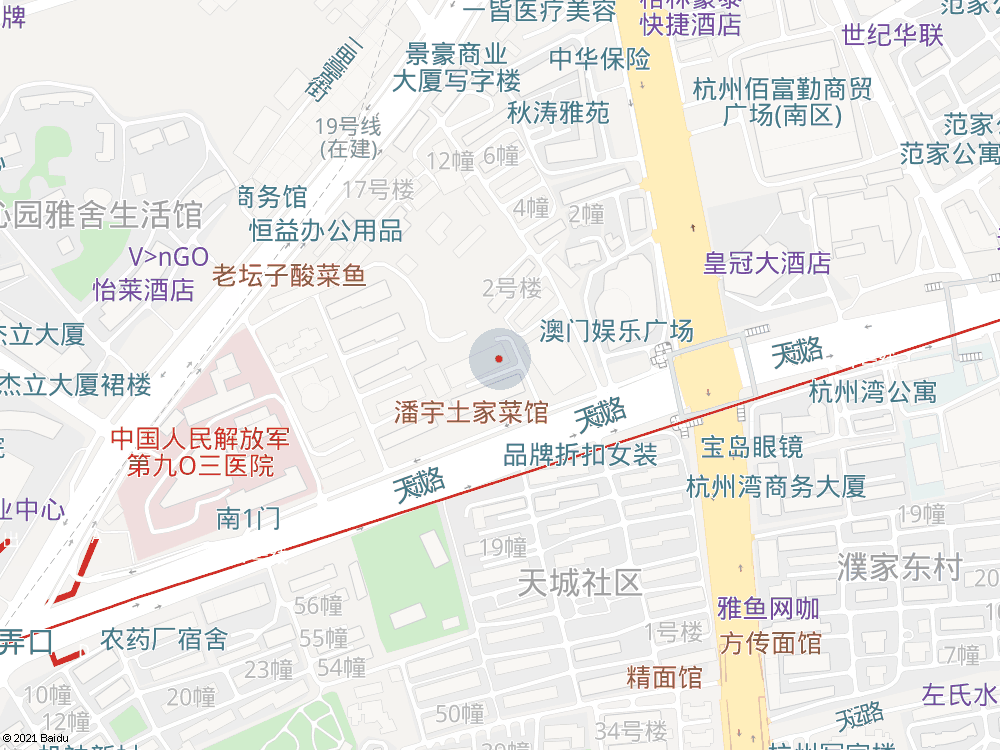 牌
一皆医疗美容
快捷酒店
世纪华联
景豪商业
大厦写字楼
中华保险
杭州佰富勤商贸
广场(南区)
秋涛雅苑
19号线
(在建)
12幢
6幢
范家
范家公寓
17号楼
商务馆
4幢
2幢
园雅舍生活馆
恒益办公用品
V>nGO
怡莱酒店
老坛子酸菜鱼
皇冠大酒店
2号楼
杰立大厦
澳门娱乐广场
天城路
杰立大厦裙楼
杭州湾公寓
潘宇土家菜馆
天城路
中国人民解放军
第九O三医院
品牌折扣女装
宝岛眼镜
天城路
杭州湾商务大厦
业中心
南1门
19幢
19幢
天城社区
濮家东村
20
56幢
雅鱼网咖
弄口
农药厂宿舍
55幢
1号楼
方传面馆
23幢
54幢
7幢
精面馆
10幢
20幢
左氏水
12幢
50幢
34号楼
天运路
© 2021 Baidu